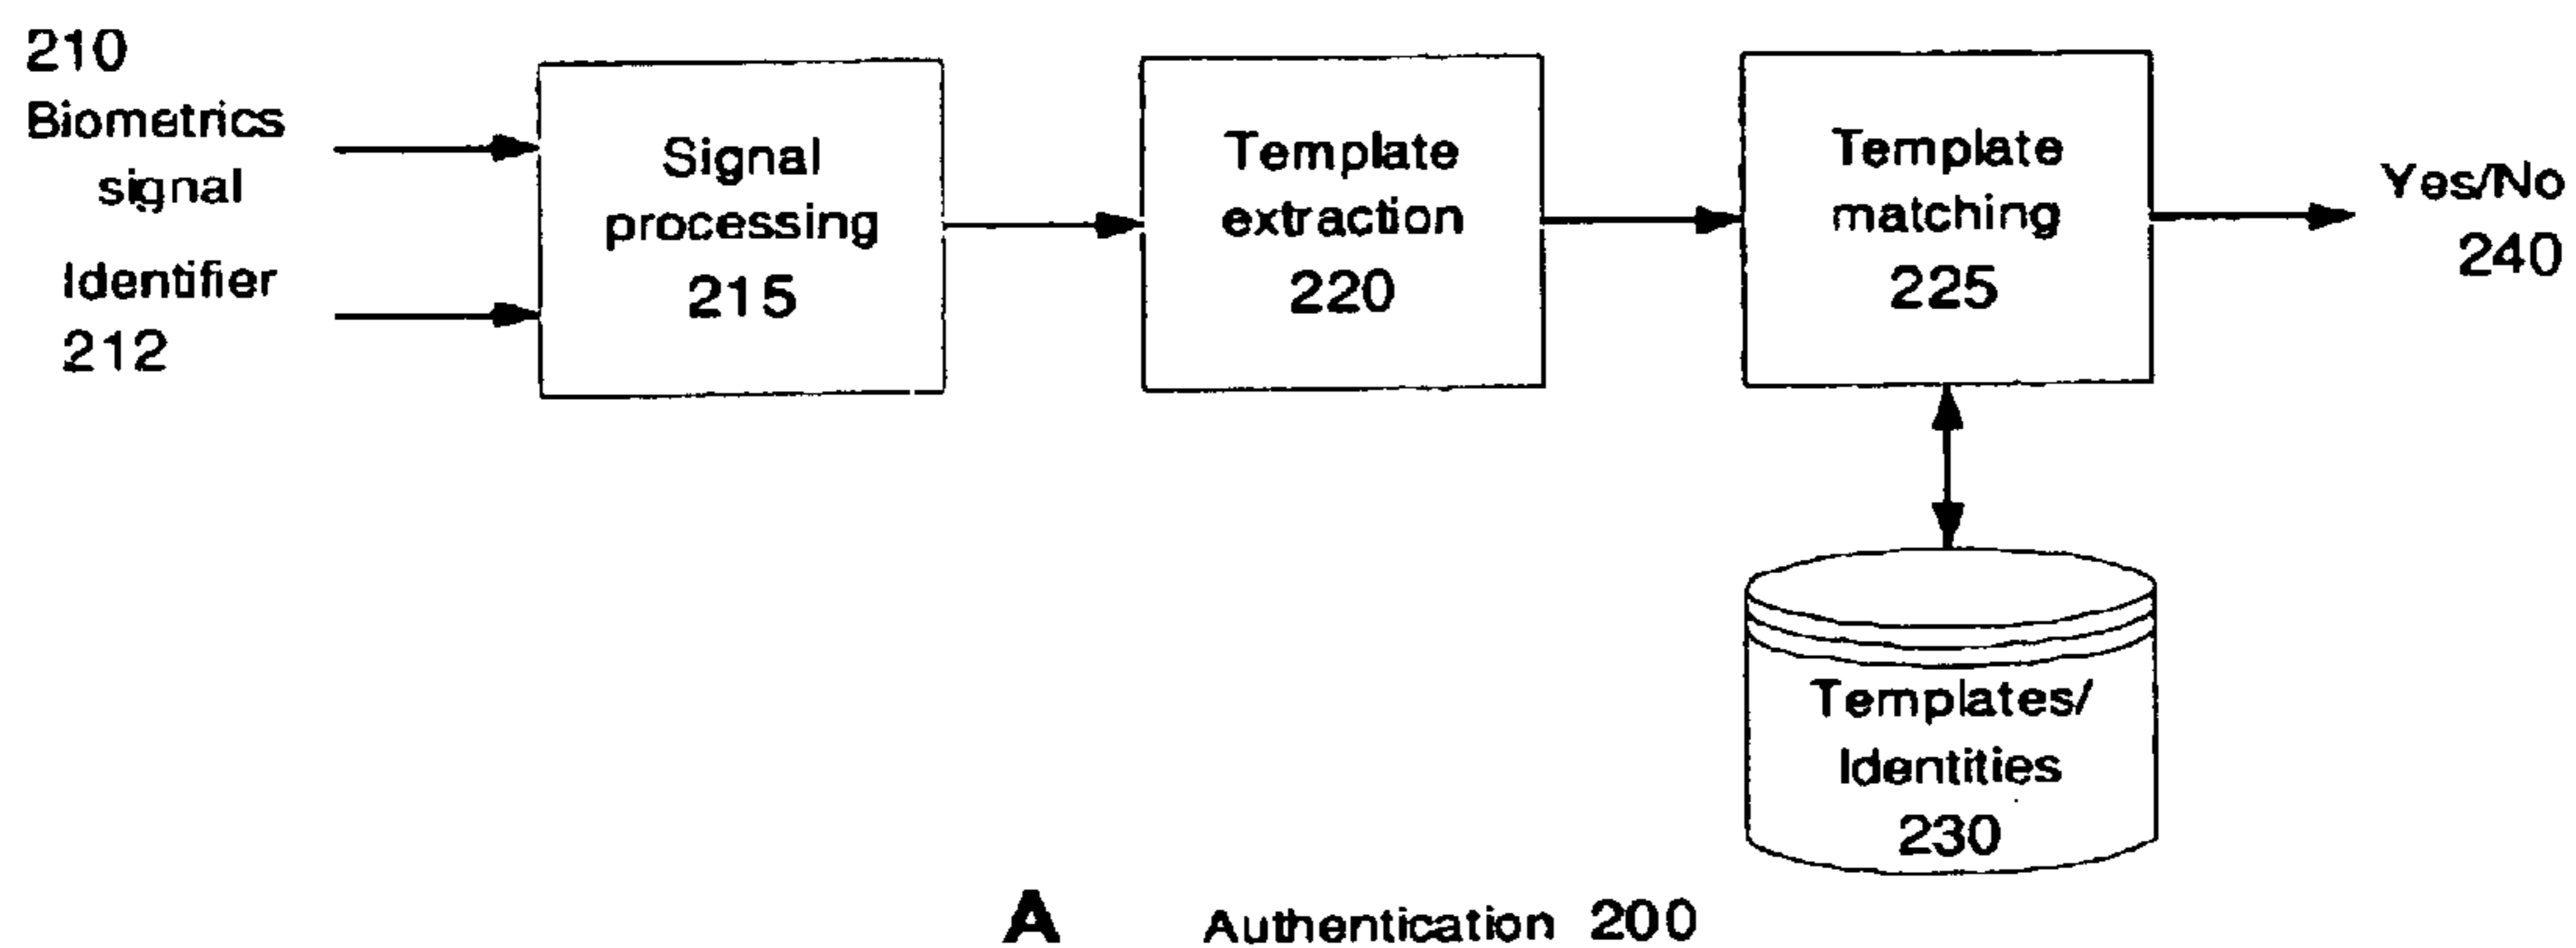 210
Biometrics
signal
Identifier
212
Signal
processing
215
Template
extraction
220
Template
matching
225
Yes/No
240
Templates/
Identities
230
A Authentication 200